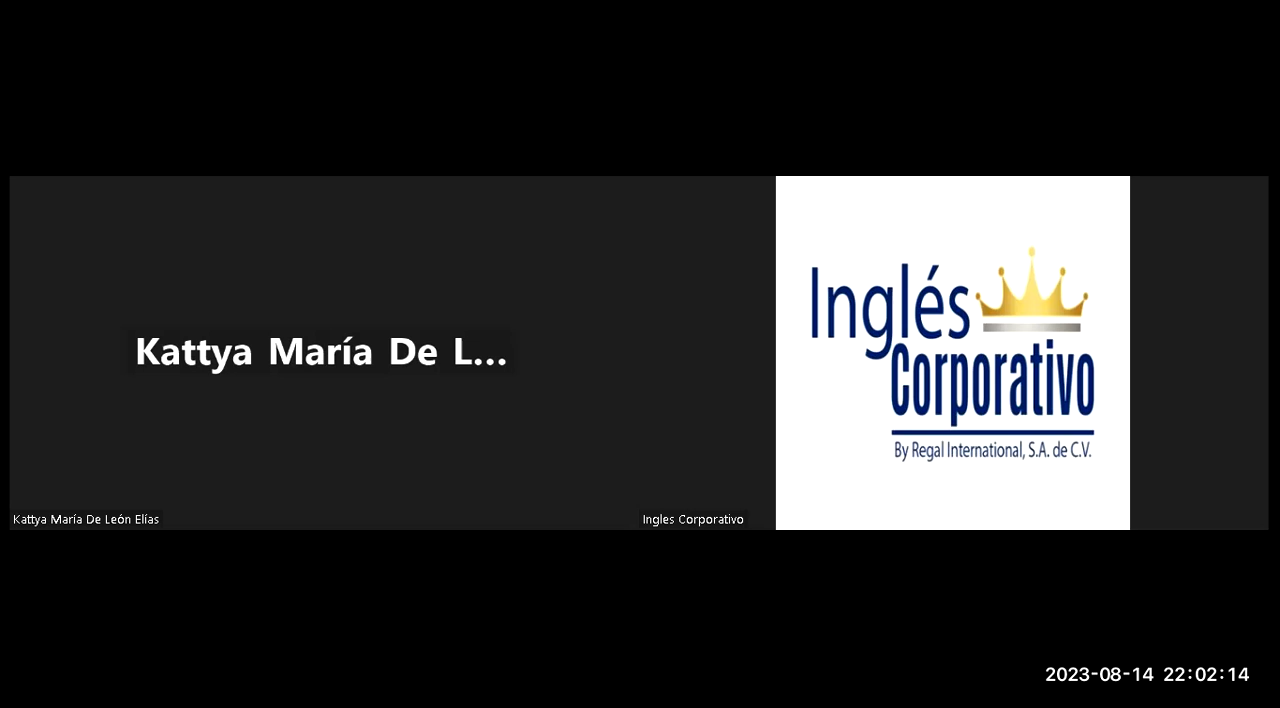 Kattya María De L...
Kattya María De León Elías
Inglés
Corporativo
By Regal International, S.A. de C.V.
Ingles Corporativo
2023-08-14 22:02:14